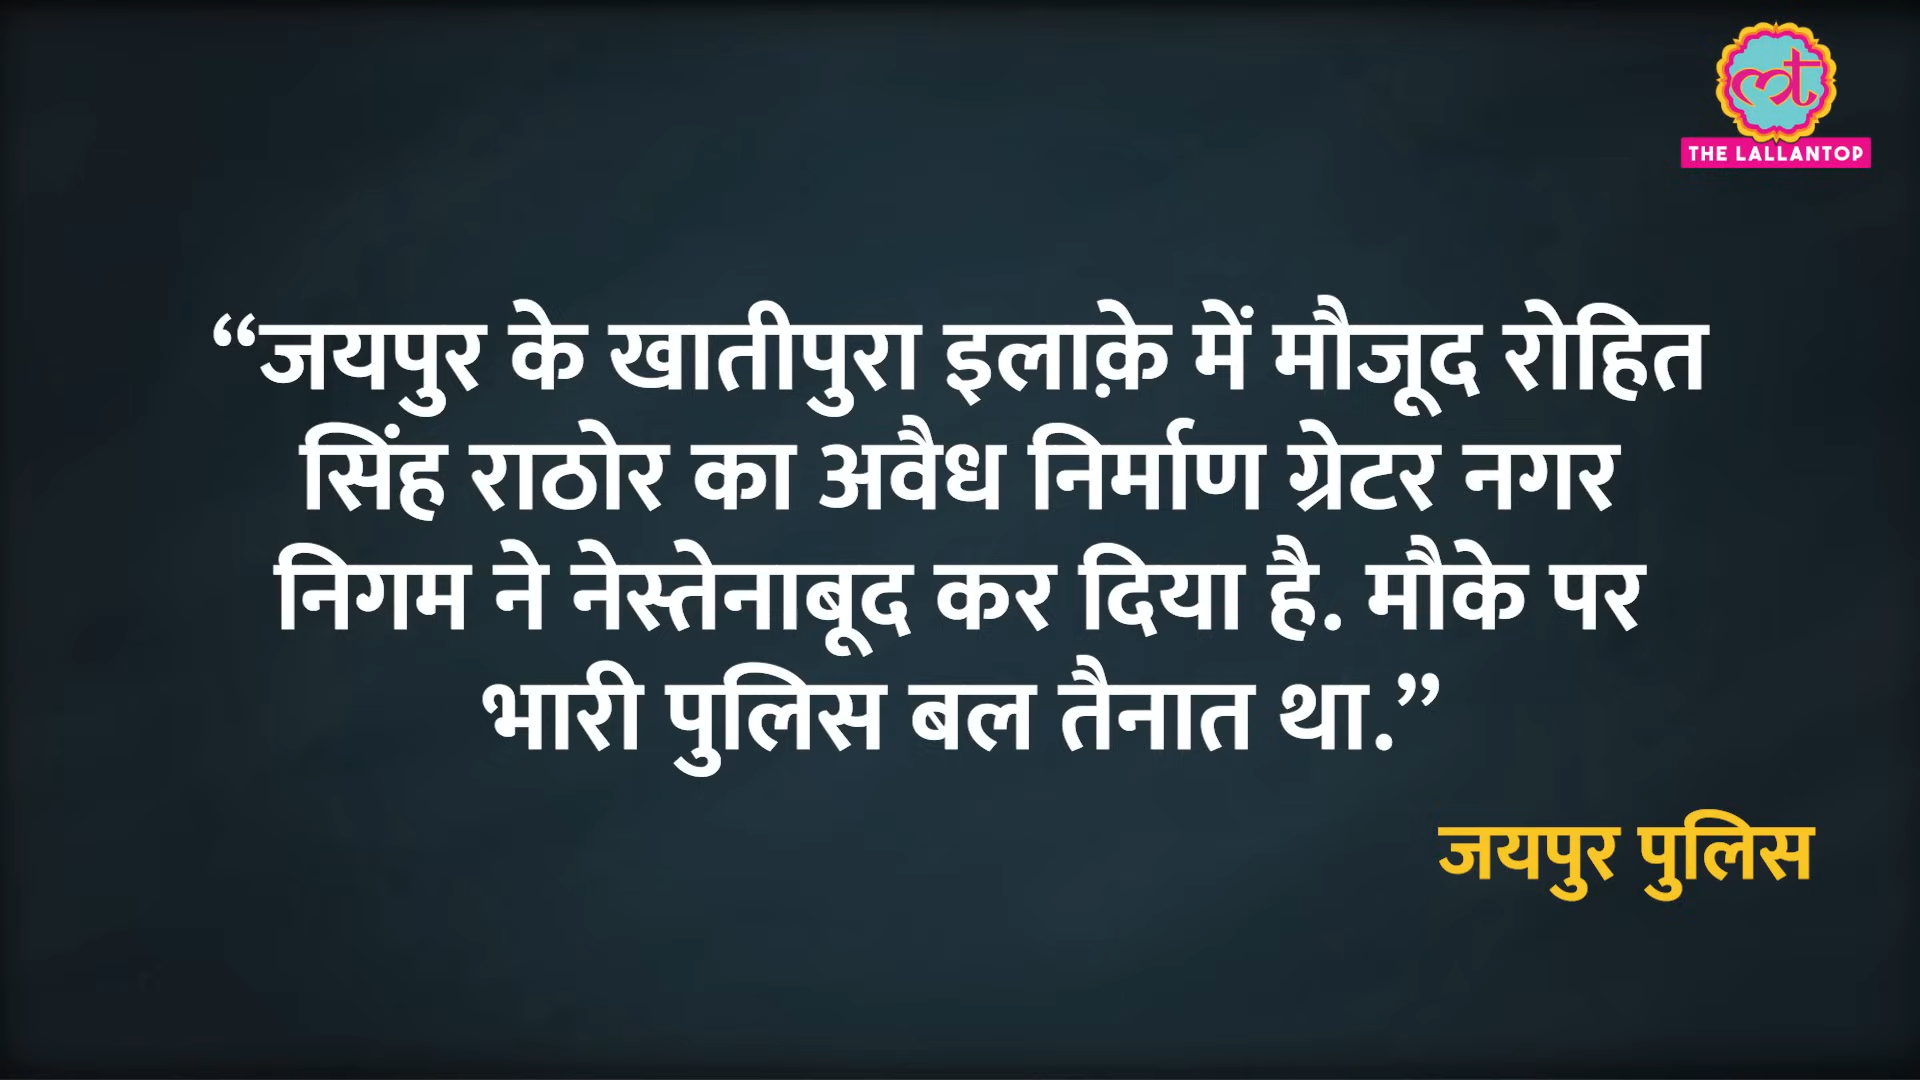 THE LALLANTOP
“जयपुर के खातीपुरा इलाक़े में मौजूद रोहित
सिंह राठोर का अवैध निर्माण ग्रेटर नगर
निगम ने नेस्तेनाबूद कर दिया है. मौके पर
भारी पुलिस बल तैनात था.”
जयपुर पुलिस